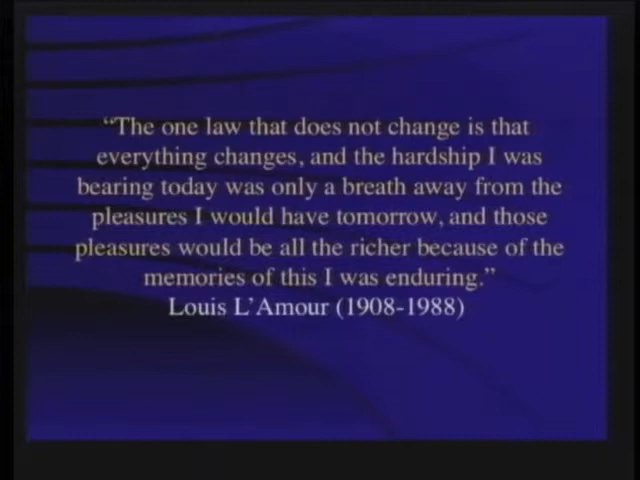 “The one law that does not change is that
everything changes, and the hardship I was
bearing today was only a breath away from the
pleasures I would have tomorrow, and those
pleasures would be all the richer because of the
memories of this I was enduring.”
Louis L’Amour (1908-1988)